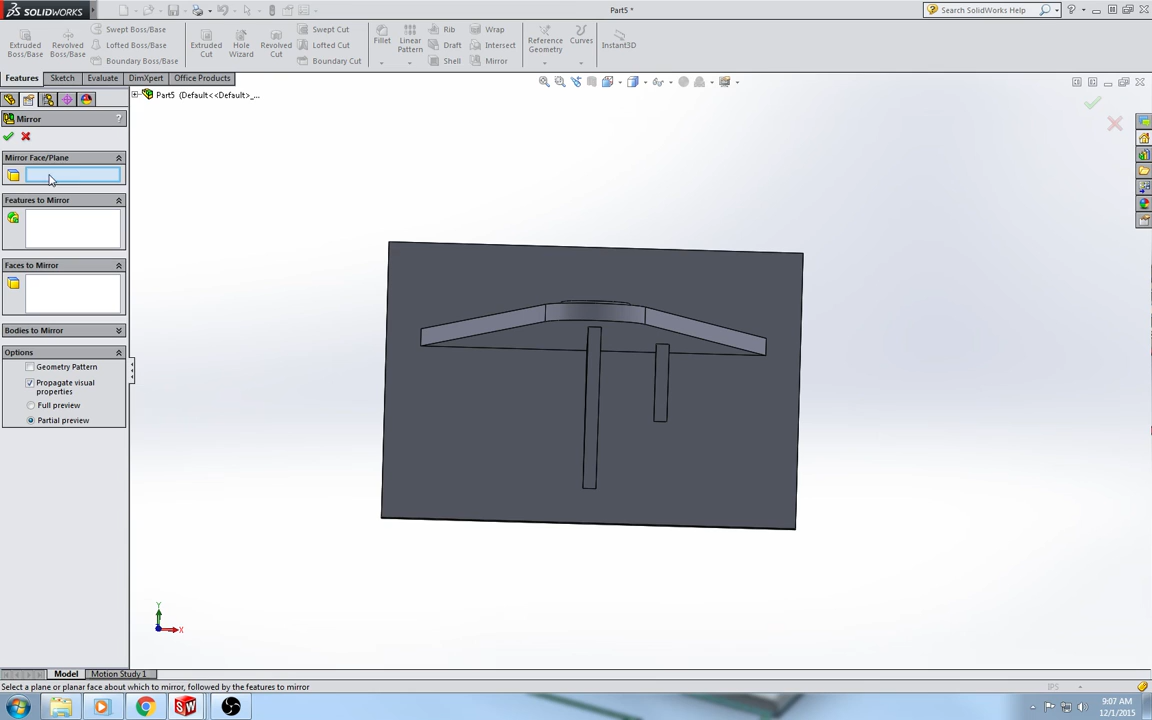 SOLIDWORKS
Part5 *
Search SolidWorks Help
Extruded Boss/Base
Revolved Boss/Base
Swept Boss/Base
Lofted Boss/Base
Boundary Boss/Base
Extruded Cut
Hole Wizard
Revolved Cut
Swept Cut
Lofted Cut
Boundary Cut
Fillet
Linear Pattern
Rib
Draft
Shell
Wrap
Intersect
Mirror
Reference Geometry
Curves
Instant3D
Features
Sketch
Evaluate
DimXpert
Office Products
Part5 (Default<<Default>_...
Mirror
?
Mirror Face/Plane
Features to Mirror
Faces to Mirror
Bodies to Mirror
Options
Geometry Pattern
Propagate visual
properties
Full preview
Partial preview
Y
X
Model
Motion Study 1
Select a plane or planar face about which to mirror, followed by the features to mirror
IPS
SW
9:07 AM
12/1/2015